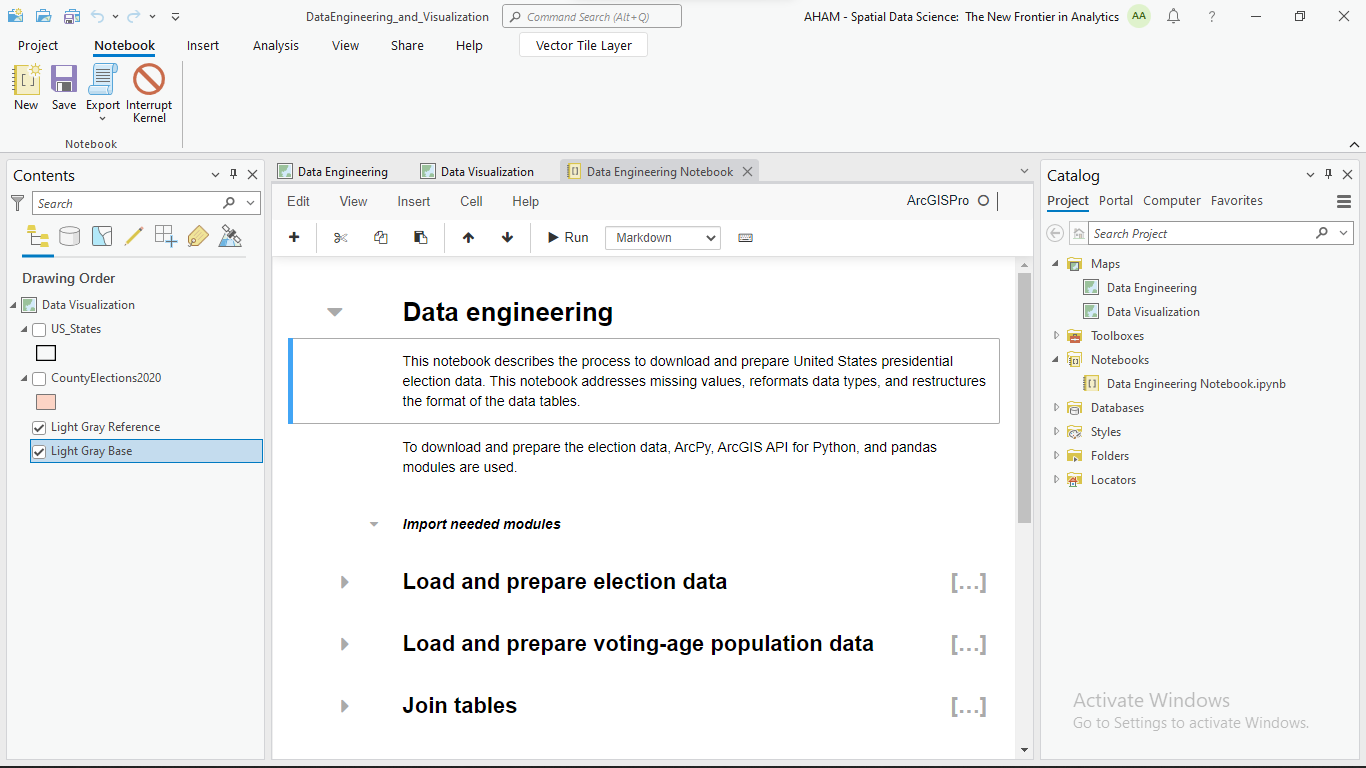 DataEngineering_and_Visualization
Command Search (Alt+Q)
AHAM - Spatial Data Science: The New Frontier in Analytics
AA
?
Project
Notebook
Insert
Analysis
View
Share
Help
Vector Tile Layer
New
Save
Export
Interrupt
Kernel
Notebook
Contents
Search
Drawing Order
Data Visualization
US_States
CountyElections2020
Light Gray Reference
Light Gray Base
Data Engineering
Data Visualization
Data Engineering Notebook
Edit
View
Insert
Cell
Help
ArcGISPro
Run
Markdown
Data engineering
This notebook describes the process to download and prepare United States presidential
election data. This notebook addresses missing values, reformats data types, and restructures
the format of the data tables.
To download and prepare the election data, ArcPy, ArcGIS API for Python, and pandas
modules are used.
Import needed modules
Load and prepare election data
[...]
Load and prepare voting-age population data
[...]
Join tables
[...]
Catalog
Project
Portal
Computer
Favorites
Search Project
Maps
Data Engineering
Data Visualization
Toolboxes
Notebooks
Data Engineering Notebook.ipynb
Databases
Styles
Folders
Locators
Activate Windows
Go to Settings to activate Windows.